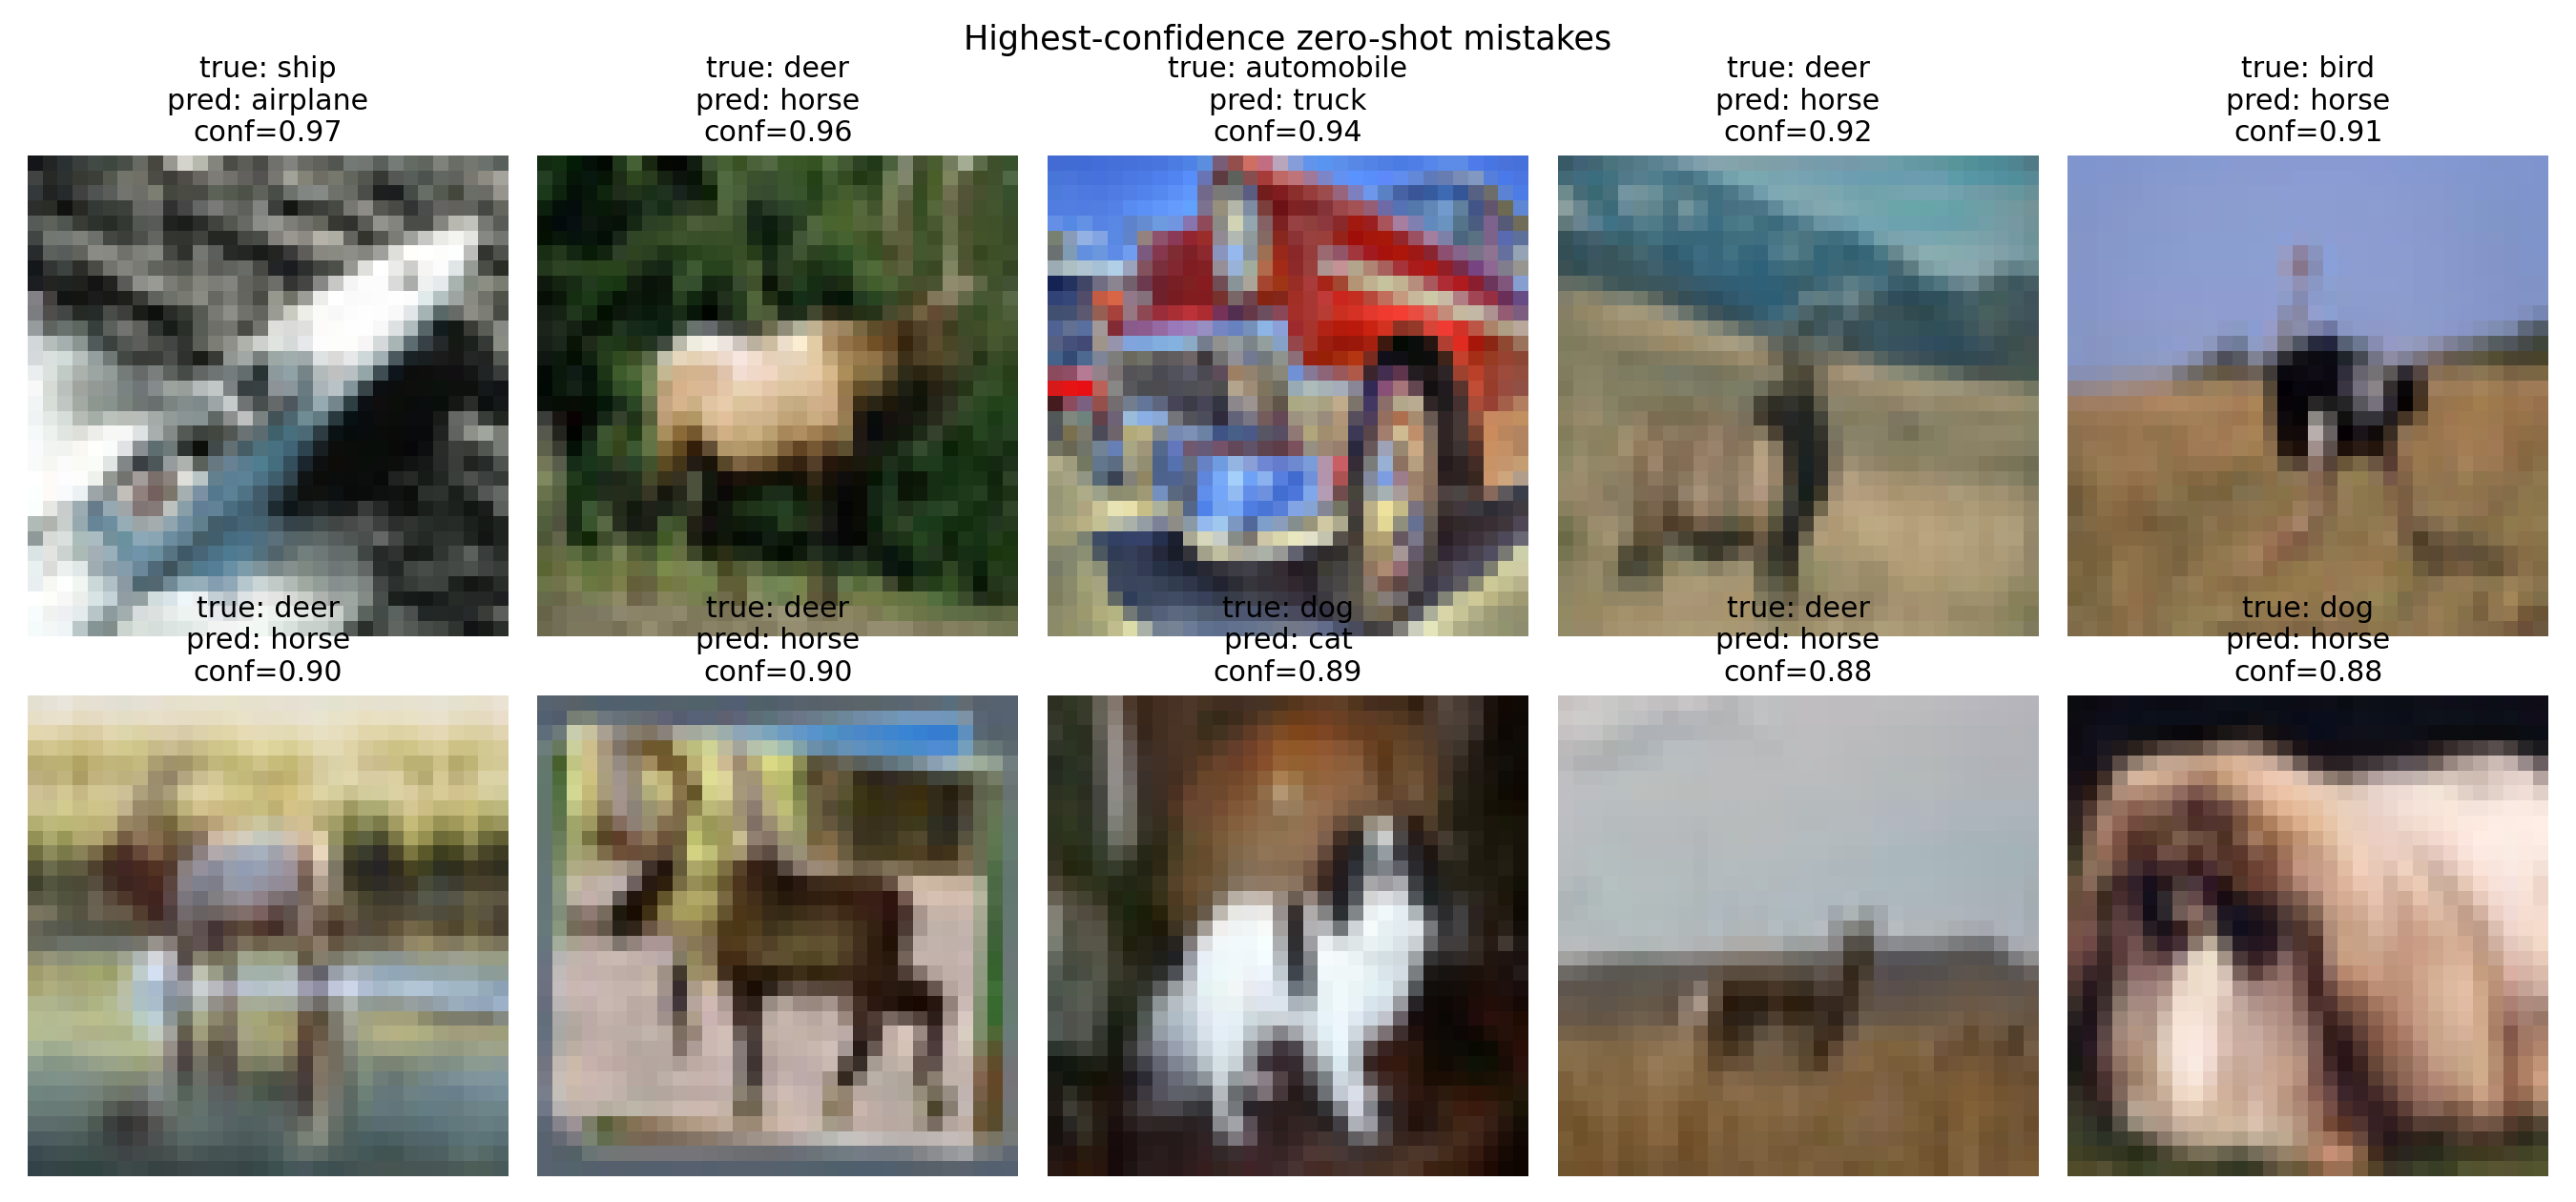 Highest-confidence zero-shot mistakes
true: ship
pred: airplane
conf=0.97
true: deer
pred: horse
conf=0.96
true: automobile
pred: truck
conf=0.94
true: deer
pred: horse
conf=0.92
true: bird
pred: horse
conf=0.91
true: deer
pred: horse
conf=0.90
true: deer
pred: horse
conf=0.90
true: dog
pred: cat
conf=0.89
true: deer
pred: horse
conf=0.88
true: dog
pred: horse
conf=0.88